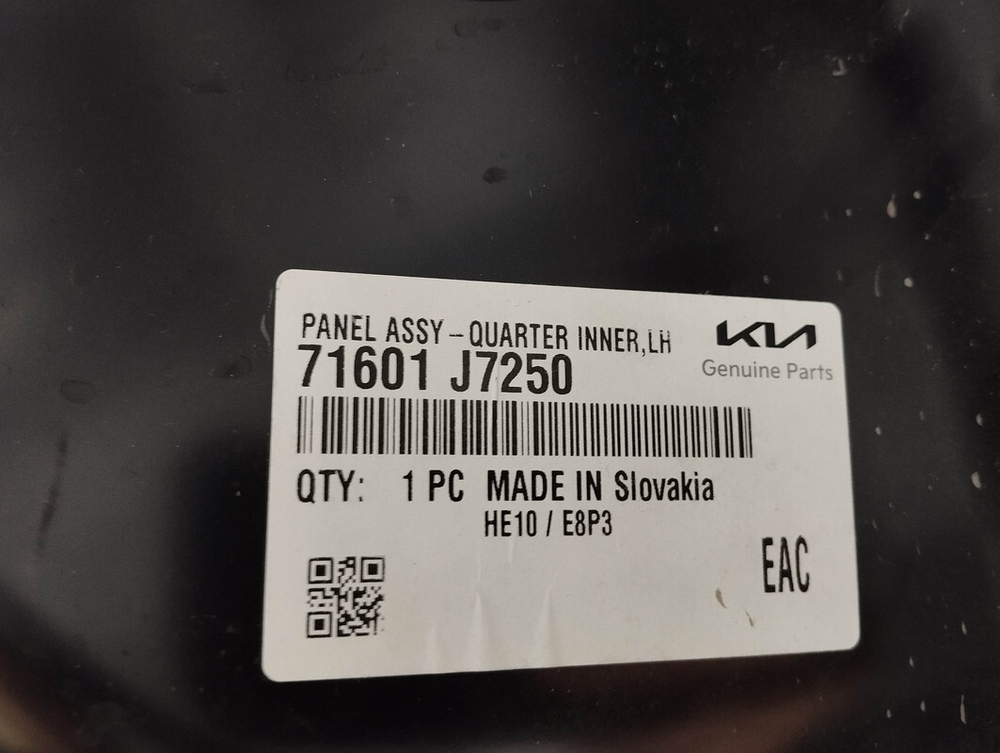 PANEL ASSY-QUARTER INNER,LH
KIA
71601 J7250
Genuine Parts
QTY: 1 PC MADE IN Slovakia
HE10 / E8P3
EAC